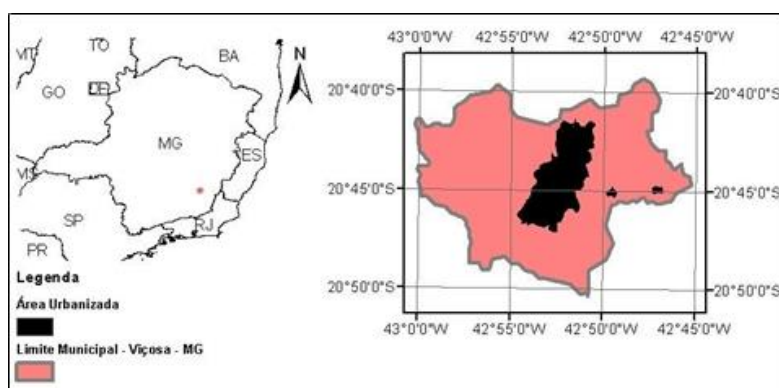 TO
BA
MT
GO
DF
N
MG
ES
MS
SP
RJ
PR
Legenda
Área Urbanizada
Limite Municipal - Viçosa - MG
43°0'0"W 42°55'0"W 42°50'0"W 42°45'0"W
20°40'0"S 20°40'0"S
20°45'0"S 20°45'0"S
20°50'0"S 20°50'0"S
43°0'0"W 42°55'0"W 42°50'0"W 42°45'0"W